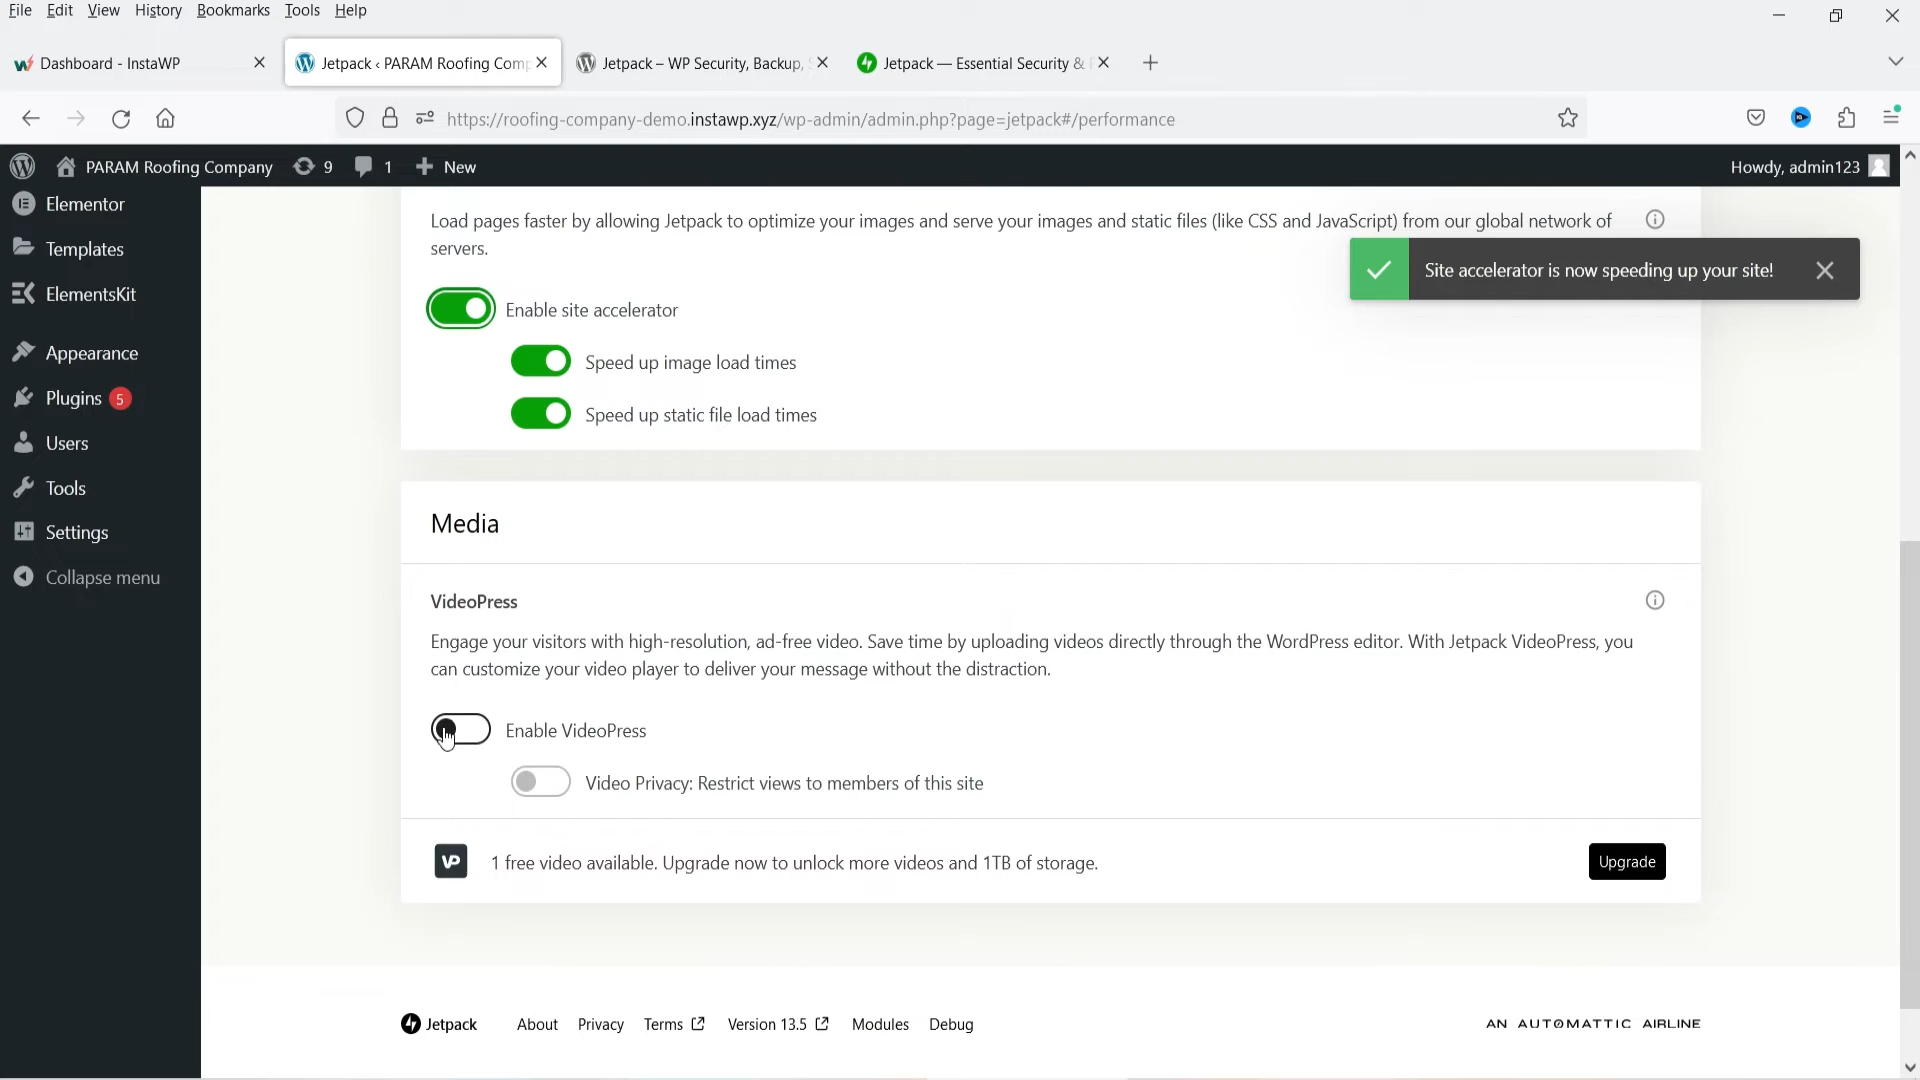 File Edit View History Bookmarks Tools Help
Dashboard - InstaWP
Jetpack ‹ PARAM Roofing Comp
Jetpack – WP Security, Backup, S
Jetpack — Essential Security &
https://roofing-company-demo.instawp.xyz/wp-admin/admin.php?page=jetpack#/performance
PARAM Roofing Company 9 1 New
Howdy, admin123
Elementor
Templates
ElementsKit
Appearance
Plugins 5
Users
Tools
Settings
Collapse menu
Load pages faster by allowing Jetpack to optimize your images and serve your images and static files (like CSS and JavaScript) from our global network of
servers.
Site accelerator is now speeding up your site!
Enable site accelerator
Speed up image load times
Speed up static file load times
Media
VideoPress
Engage your visitors with high-resolution, ad-free video. Save time by uploading videos directly through the WordPress editor. With Jetpack VideoPress, you
can customize your video player to deliver your message without the distraction.
Enable VideoPress
Video Privacy: Restrict views to members of this site
VP
1 free video available. Upgrade now to unlock more videos and 1TB of storage.
Upgrade
Jetpack About Privacy Terms Version 13.5 Modules Debug
AN AUTOMATTIC AIRLINE